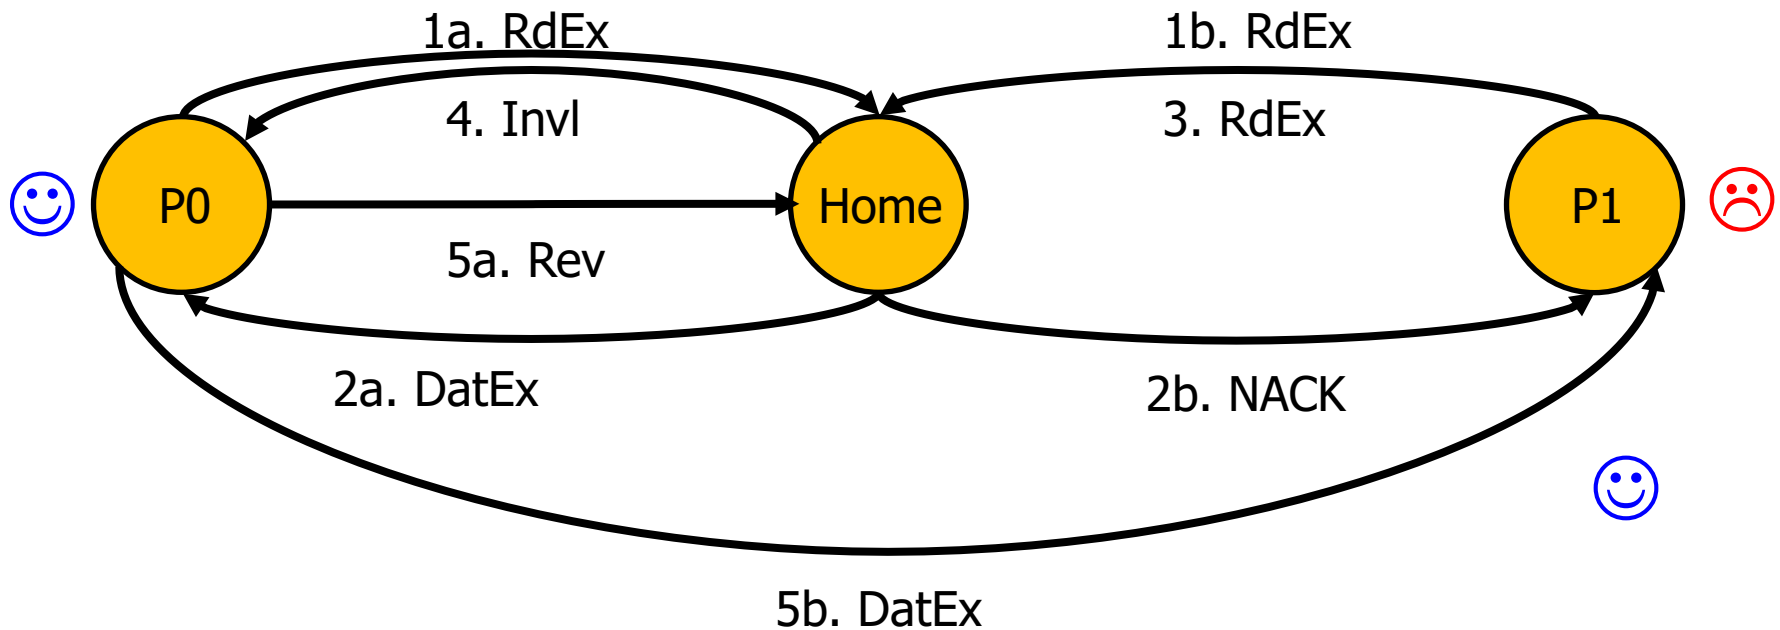 1a. RdEx
1b. RdEx
4. Invl
3. RdEx
P0
Home
P1
5a. Rev
2a. DatEx
2b. NACK
5b. DatEx